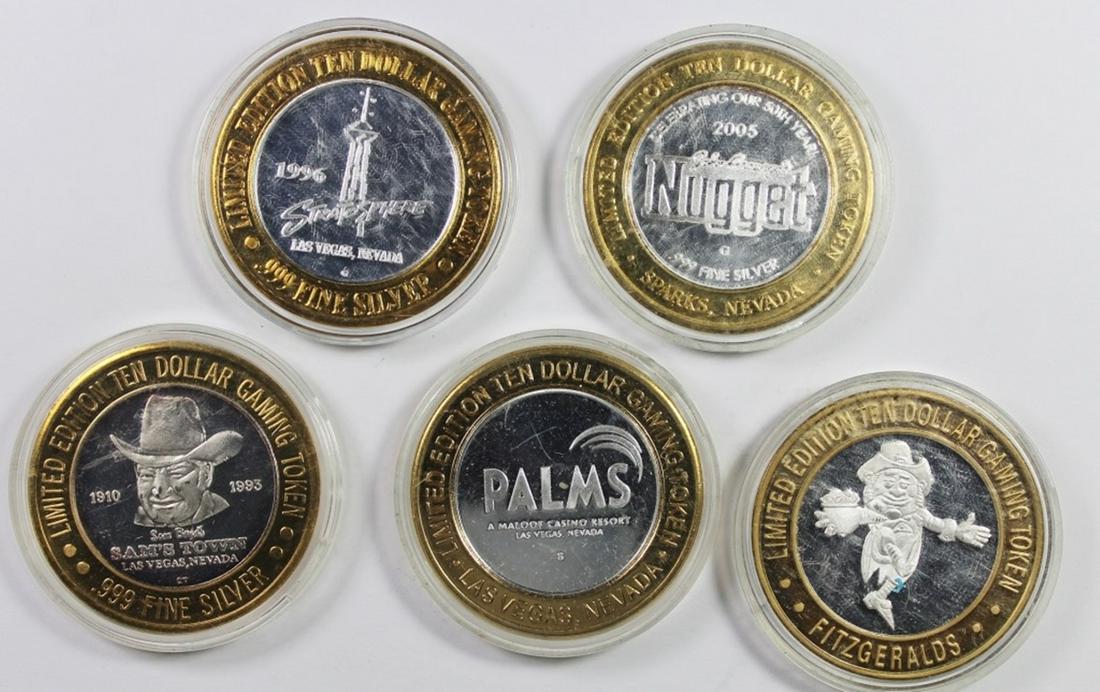 LIMITED EDITION TEN DOLLAR GAMING TOKEN
1996
STRATOSPHERE
LAS VEGAS, NEVADA
G
.999 FINE SILVER
LIMITED EDITION TEN DOLLAR GAMING TOKEN
CELEBRATING OUR 50TH YEAR!
2005
Nugget
G
.999 FINE SILVER
SPARKS, NEVADA
LIMITED EDITION TEN DOLLAR GAMING TOKEN
1910 1993
Sam Boyd's
SAM'S TOWN
LAS VEGAS, NEVADA
CT
.999 FINE SILVER
LIMITED EDITION TEN DOLLAR GAMING TOKEN
PALMS
A MALOOF CASINO RESORT
LAS VEGAS, NEVADA
S
LAS VEGAS, NEVADA
LIMITED EDITION TEN DOLLAR GAMING TOKEN
FITZGERALDS